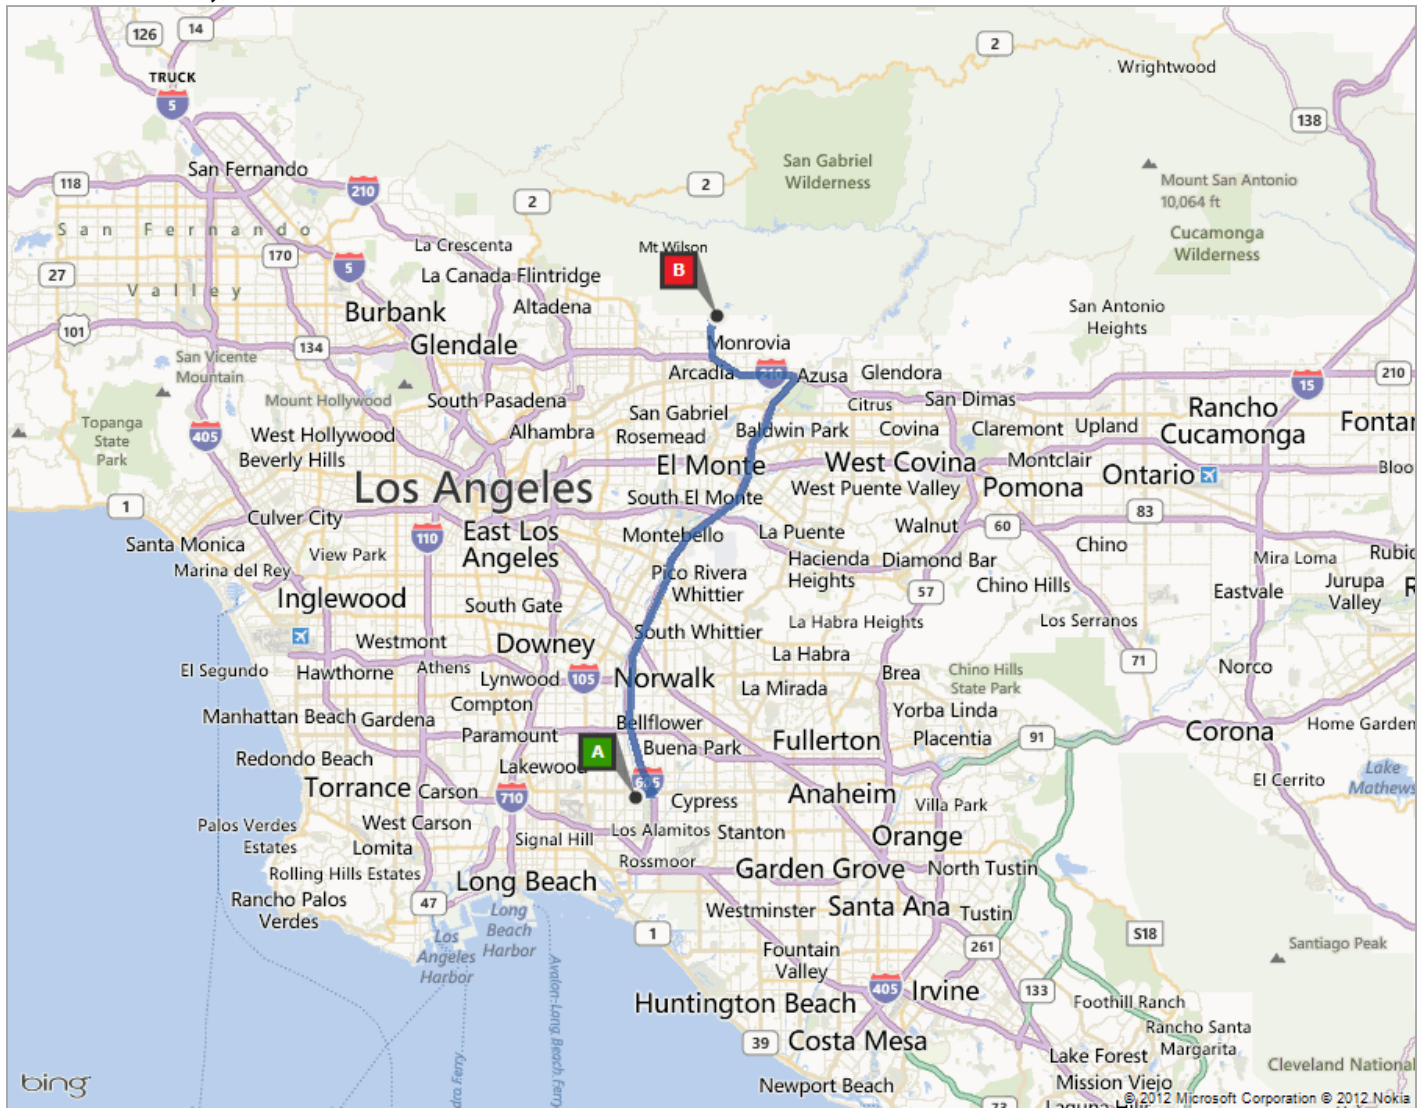 126
14
2
Wrightwood
TRUCK
5
138
San Fernando
San Gabriel
Wilderness
118
210
2
2
Mount San Antonio
10,064 ft
San Fernando
Valley
La Crescenta
Mt Wilson
Cucamonga
Wilderness
170
5
B
27
La Canada Flintridge
Altadena
San Antonio
Heights
Burbank
101
134
Glendale
Monrovia
San Vicente
Mountain
Arcadia
210
Azusa
Glendora
15
210
Mount Hollywood
South Pasadena
San Dimas
Citrus
Rancho
Cucamonga
Topanga
State
Park
San Gabriel
405
West Hollywood
Alhambra
Rosemead
Baldwin Park
Covina
Claremont
Upland
Fontar
Beverly Hills
El Monte
West Covina
Montclair
Bloo
Los Angeles
South El Monte
West Puente Valley
Pomona
Ontario
1
Culver City
110
East Los
Angeles
Montebello
La Puente
Walnut
60
83
Santa Monica
View Park
Hacienda
Heights
Diamond Bar
Chino
Mira Loma
Rubic
Marina del Rey
Pico Rivera
Whittier
Chino Hills
57
Eastvale
Jurupa
Valley
R
Inglewood
South Gate
La Habra Heights
Los Serranos
Westmont
Downey
South Whittier
La Habra
71
El Segundo
Hawthorne
Athens
Lynwood
105
Norwalk
La Mirada
Brea
Chino Hills
State Park
Norco
Compton
Manhattan Beach
Gardena
Bellflower
Yorba Linda
Home Garden
Paramount
A
Buena Park
Fullerton
Placentia
91
Corona
Redondo Beach
Lakewood
Torrance
Carson
710
Cypress
Anaheim
Villa Park
El Cerrito
Lake
Mathews
Palos Verdes
Estates
West Carson
Signal Hill
Los Alamitos
Stanton
Orange
Lomita
Rossmoor
Rolling Hills Estates
Long Beach
Garden Grove
North Tustin
Rancho Palos
Verdes
47
Long
Beach
Harbor
Westminster
Santa Ana
Tustin
Los
Angeles
Harbor
1
261
S18
Fountain
Valley
Santiago Peak
405
Irvine
133
Huntington Beach
Foothill Ranch
39
Costa Mesa
Rancho Santa
Margarita
Lake Forest
Cleveland National
Mission Viejo
Newport Beach
73
Laguna Hills
Avalon-Long Beach Ferry
dra Ferry
bing
© 2012 Microsoft Corporation © 2012 Nokia